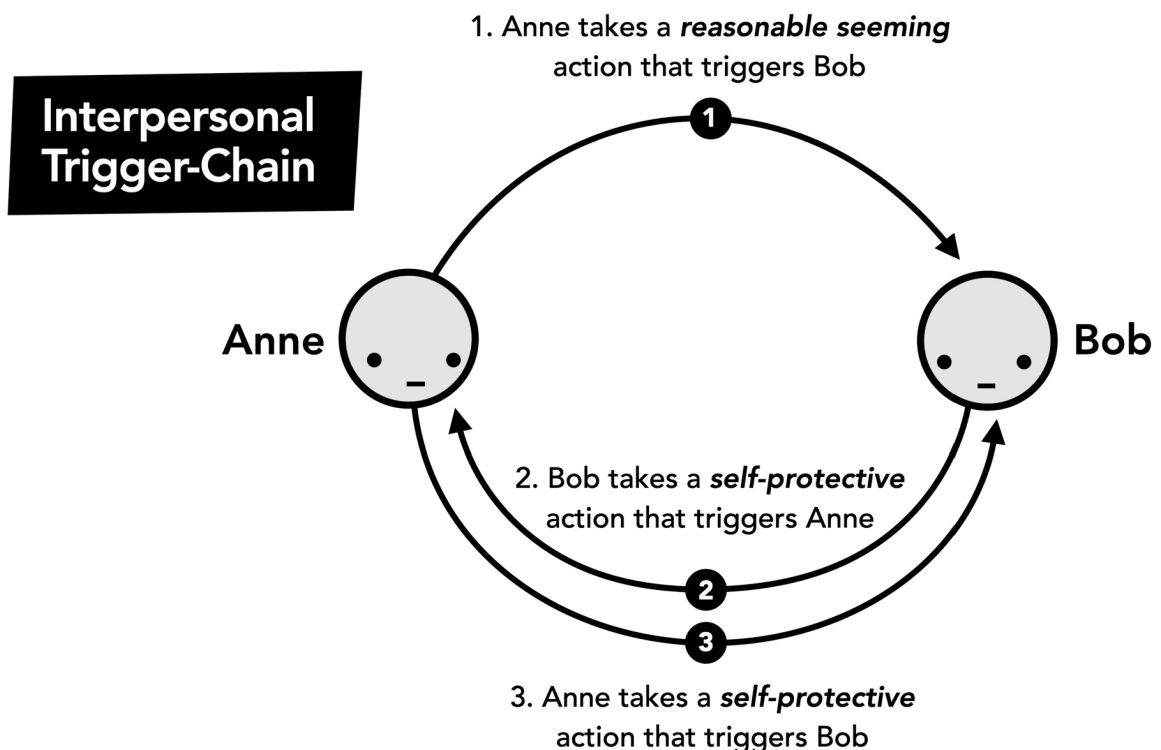 1. Anne takes a reasonable seeming
action that triggers Bob
Interpersonal
Trigger-Chain
1
Anne
Bob
2. Bob takes a self-protective
action that triggers Anne
2
3
3. Anne takes a self-protective
action that triggers Bob